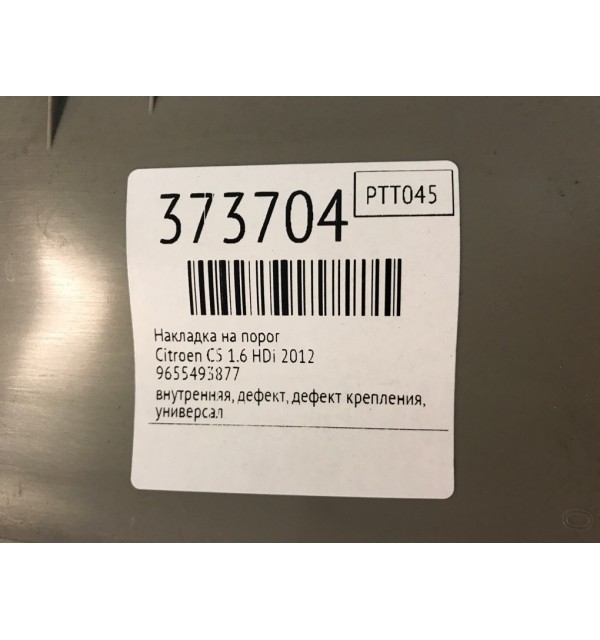 373704
PTT045
Накладка на порог
Citroen C5 1.6 HDi 2012
9655493877
внутренняя, дефект, дефект крепления,
универсал